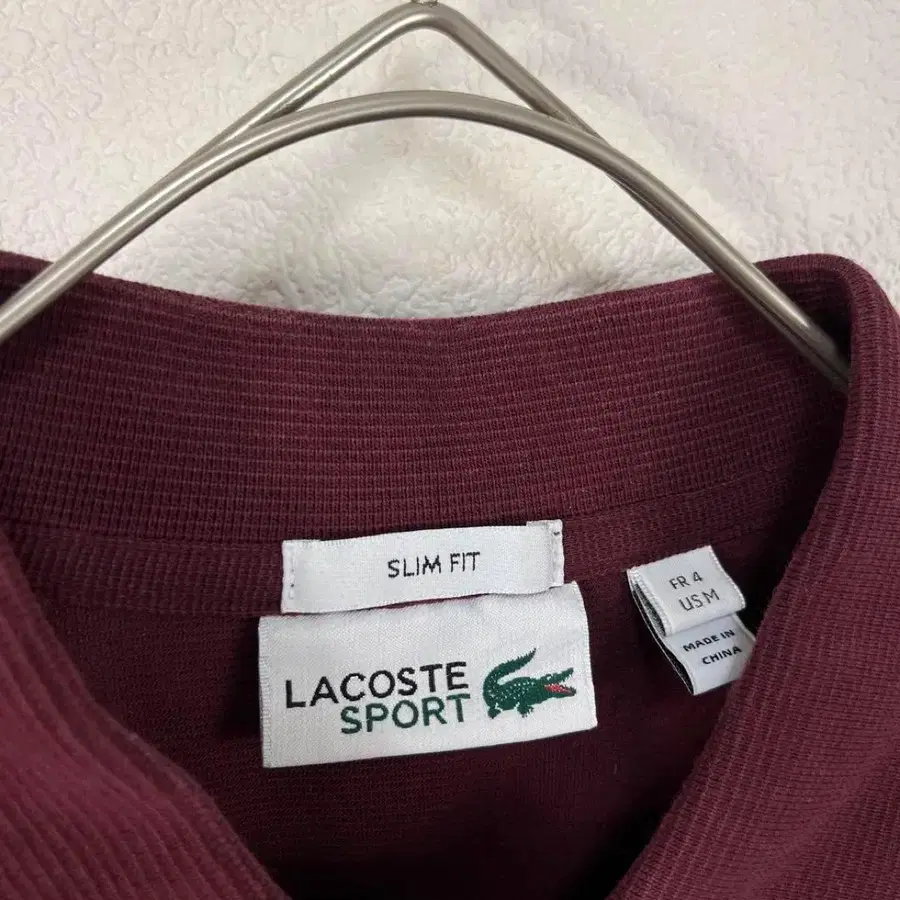 SLIM FIT
LACOSTE
SPORT
FR 4
US M
MADE IN
CHINA